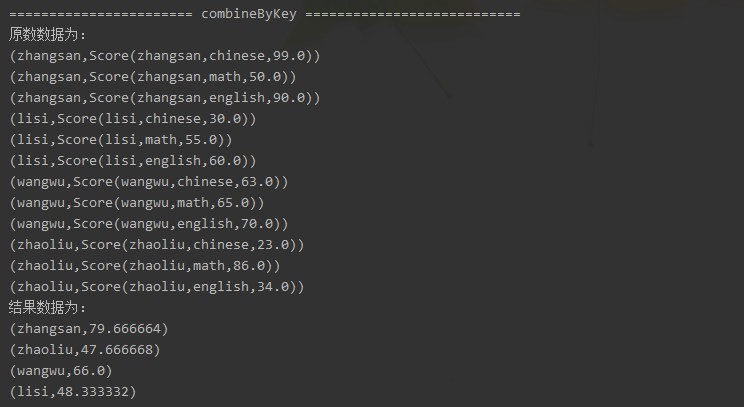 ======================= combineByKey ===========================
原数数据为:
(zhangsan,Score(zhangsan,chinese,99.0))
(zhangsan,Score(zhangsan,math,50.0))
(zhangsan,Score(zhangsan,english,90.0))
(lisi,Score(lisi,chinese,30.0))
(lisi,Score(lisi,math,55.0))
(lisi,Score(lisi,english,60.0))
(wangwu,Score(wangwu,chinese,63.0))
(wangwu,Score(wangwu,math,65.0))
(wangwu,Score(wangwu,english,70.0))
(zhaoliu,Score(zhaoliu,chinese,23.0))
(zhaoliu,Score(zhaoliu,math,86.0))
(zhaoliu,Score(zhaoliu,english,34.0))
结果数据为:
(zhangsan,79.666664)
(zhaoliu,47.666668)
(wangwu,66.0)
(lisi,48.333332)